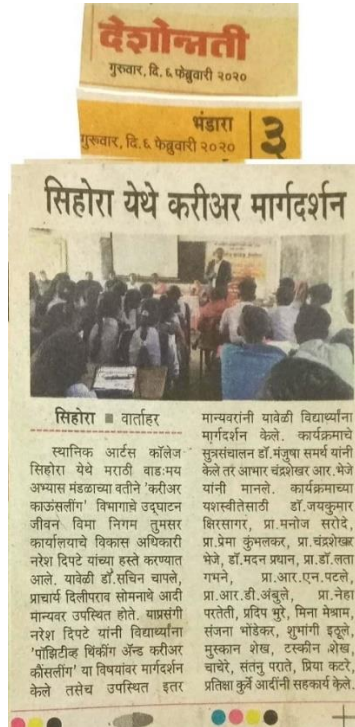 देशोन्नती
गुरुवार, दि. ६ फेब्रुवारी २०२०
भंडारा
गुरुवार, दि. ६ फेब्रुवारी २०२०
३
सिहोरा येथे करीअर मार्गदर्शन
सिहोरा ■ वार्ताहर
स्थानिक आर्टस कॉलेज
सिहोरा येथे मराठी वाडःमय
अभ्यास मंडळाच्या वतीने 'करीअर
काऊंसलींग' विभागाचे उद्घाटन
जीवन विमा निगम तुमसर
कार्यालयाचे विकास अधिकारी
नरेश दिपटे यांच्या हस्ते करण्यात
आले. यावेळी डॉ.सचिन चापले,
प्राचार्य दिलीपराव सोमनाथे आदी
मान्यवर उपस्थित होते. याप्रसंगी
नरेश दिपटे यांनी विद्यार्थ्यांना
'पॉझिटीव्ह थिंकींग अॅन्ड करीअर
कौंसलींग' या विषयांवर मार्गदर्शन
केले तसेच उपस्थित इतर
मान्यवरांनी यावेळी विद्यार्थ्यांना
मार्गदर्शन केले. कार्यक्रमाचे
सुत्रसंचालन डॉ.मंजुषा समर्थ यांनी
केले तर आभार चंद्रशेखर आर.भेजे
यांनी मानले. कार्यक्रमाच्या
यशस्वीतेसाठी डॉ.जयकुमार
क्षिरसागर, प्रा.मनोज सरोदे,
प्रा.प्रेमा कुंभलकर, प्रा.चंद्रशेखर
भेजे, डॉ.मदन प्रधान, प्रा.डॉ.लता
गभने, प्रा.आर.एन.पटले,
प्रा.आर.डी.अंबुले, प्रा.नेहा
परतेती, प्रदिप भुरे, मिना मेश्राम,
संजना भोंडेकर, शुभांगी इतूले,
मुस्कान शेख, टस्कीन शेख,
चाचेरे, संतनु पराते, प्रिया कटरे,
प्रतिक्षा कुर्वे आदींनी सहकार्य केले.